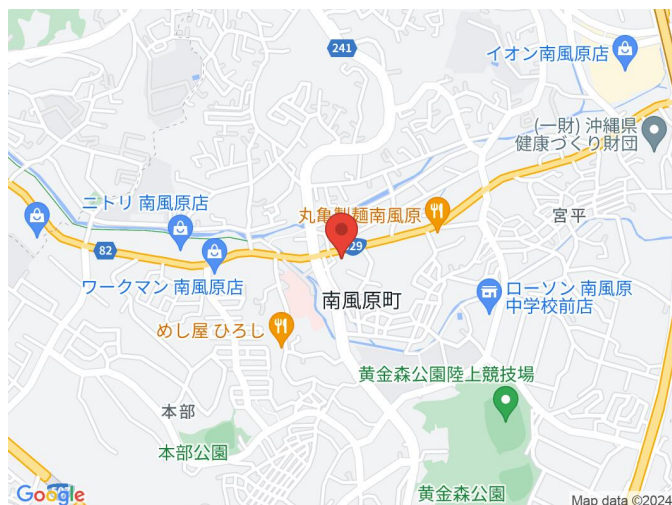 241
イオン南風原店
(一財) 沖縄県
健康づくり財団
ニトリ 南風原店
丸亀製麺南風原
宮平
82
29
ワークマン 南風原店
南風原町
ローソン 南風原
中学校前店
めし屋 ひろし
黄金森公園陸上競技場
本部
本部公園
黄金森公園
Google
Map data ©2024